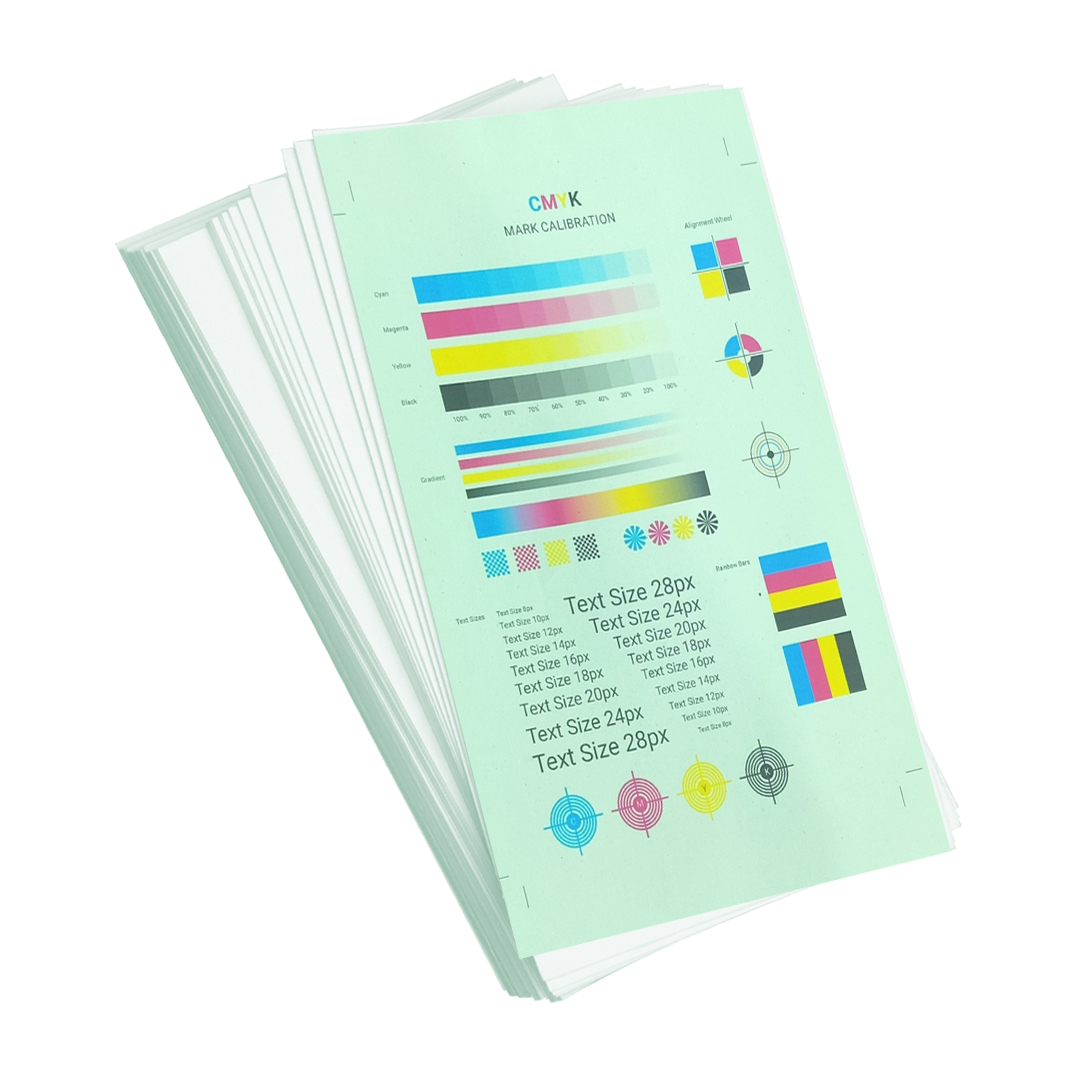 CMYK
MARK CALIBRATION
Alignment Wheel
Cyan
Magenta
Yellow
Black
100% 90% 80% 70% 60% 50% 40% 30% 20% 100%
Gradient
Text Sizes
Text Size 8px
Text Size 10px
Text Size 12px
Text Size 14px
Text Size 16px
Text Size 18px
Text Size 20px
Text Size 24px
Text Size 28px
Text Size 28px
Text Size 24px
Text Size 20px
Text Size 18px
Text Size 16px
Text Size 14px
Text Size 12px
Text Size 10px
Text Size 8px
Rainbow Bars
C M Y K